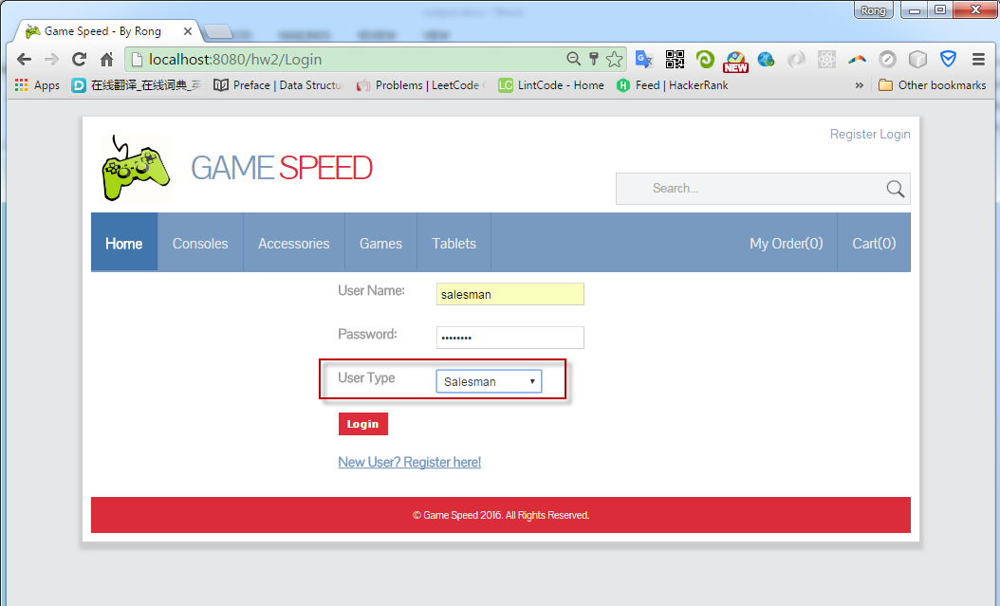 Rong
Game Speed - By Rong
localhost:8080/hw2/Login
NEW
Apps
D
在线翻译_在线词典_
Preface | Data Structu
Problems | LeetCode
LC
LintCode - Home
H
Feed | HackerRank
»
Other bookmarks
Register Login
GAME SPEED
Search...
Home Consoles Accessories Games Tablets My Order(0) Cart(0)
User Name: salesman
Password: ••••••••
User Type Salesman
Login
New User? Register here!
© Game Speed 2016. All Rights Reserved.